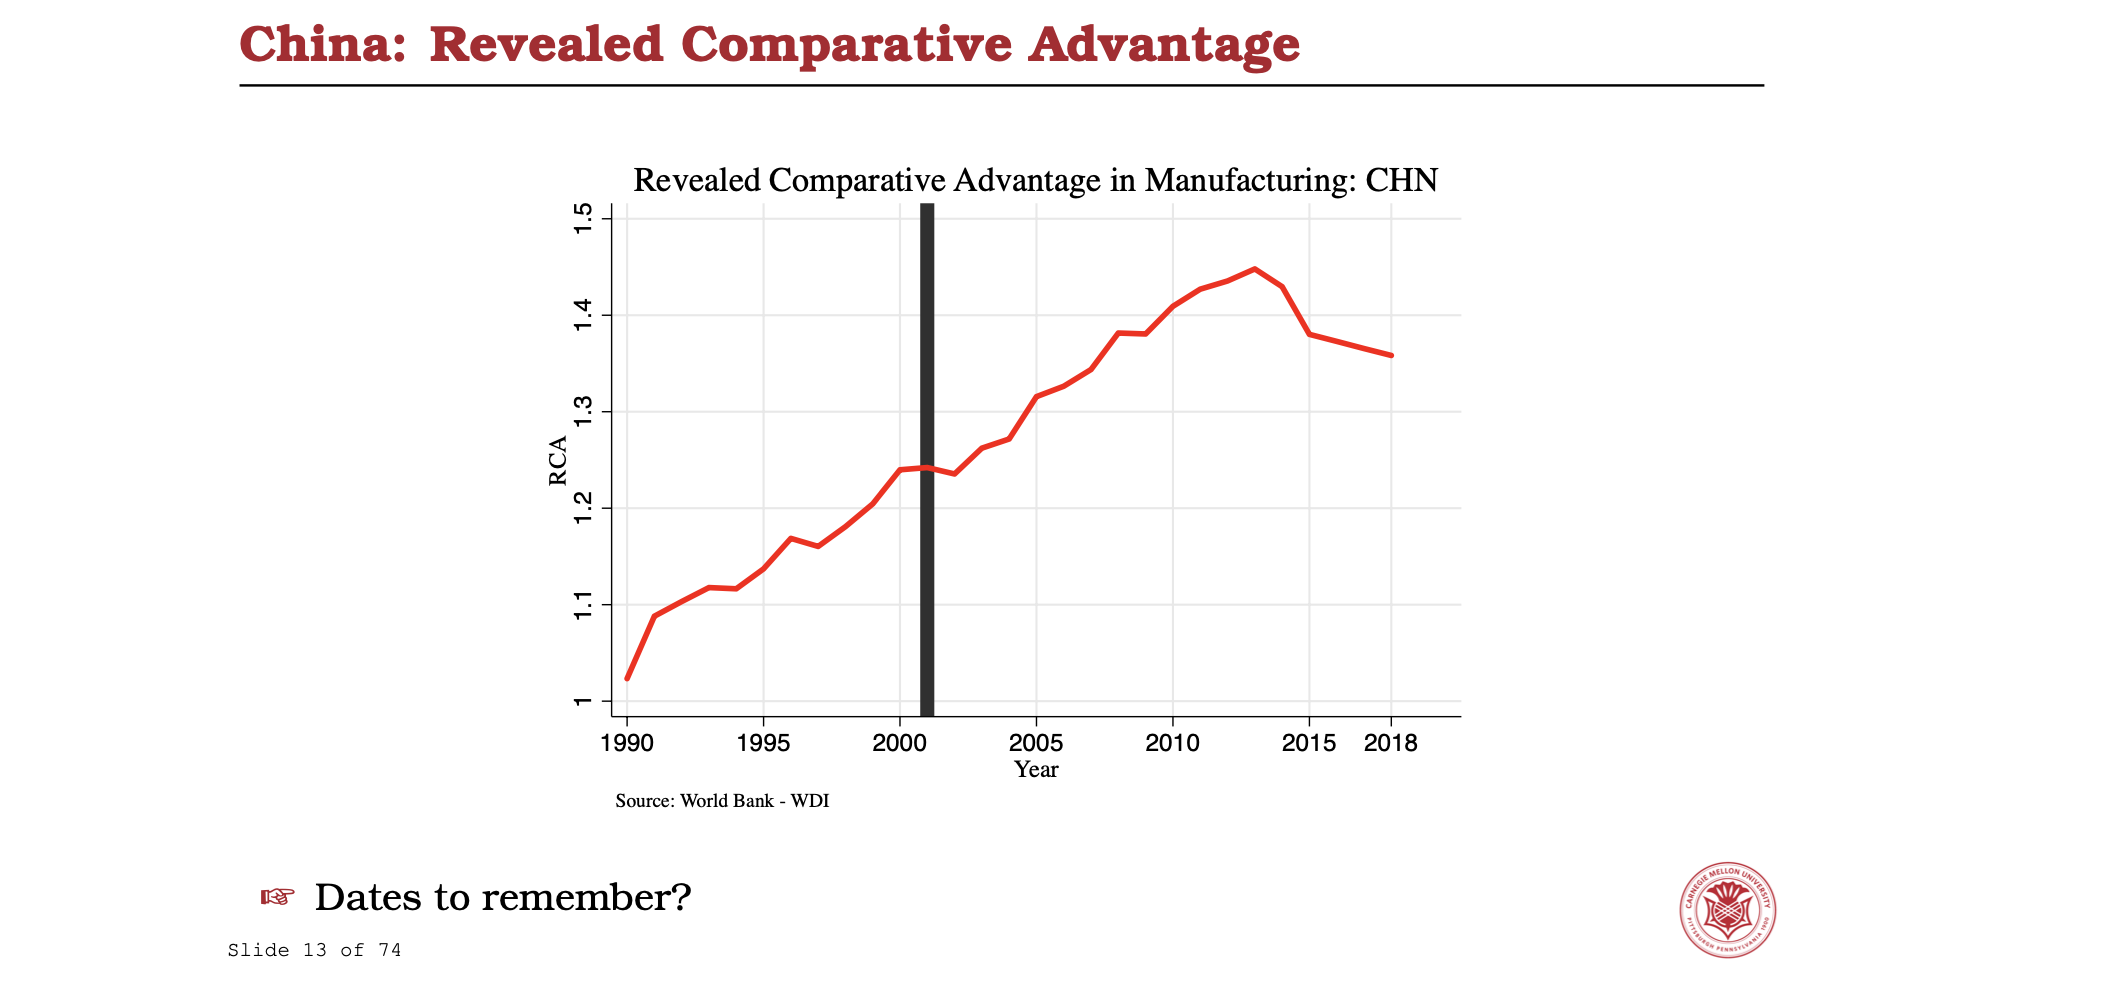 China: Revealed Comparative Advantage
Revealed Comparative Advantage in Manufacturing: CHN
1.5
1.4
1.3
1.2
1.1
1
RCA
1990 1995 2000 2005 2010 2015 2018
Year
Source: World Bank - WDI
Dates to remember?
Slide 13 of 74
CARNEGIE MELLON UNIVERSITY
PITTSBURGH PENNSYLVANIA 1900